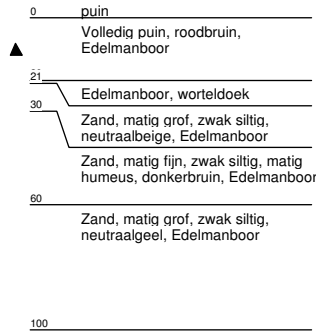 0 puin
Volledig puin, roodbruin,
Edelmanboor
21
Edelmanboor, worteldoek
30
Zand, matig grof, zwak siltig,
neutraalbeige, Edelmanboor
Zand, matig fijn, zwak siltig, matig
humeus, donkerbruin, Edelmanboor
60
Zand, matig grof, zwak siltig,
neutraalgeel, Edelmanboor
100